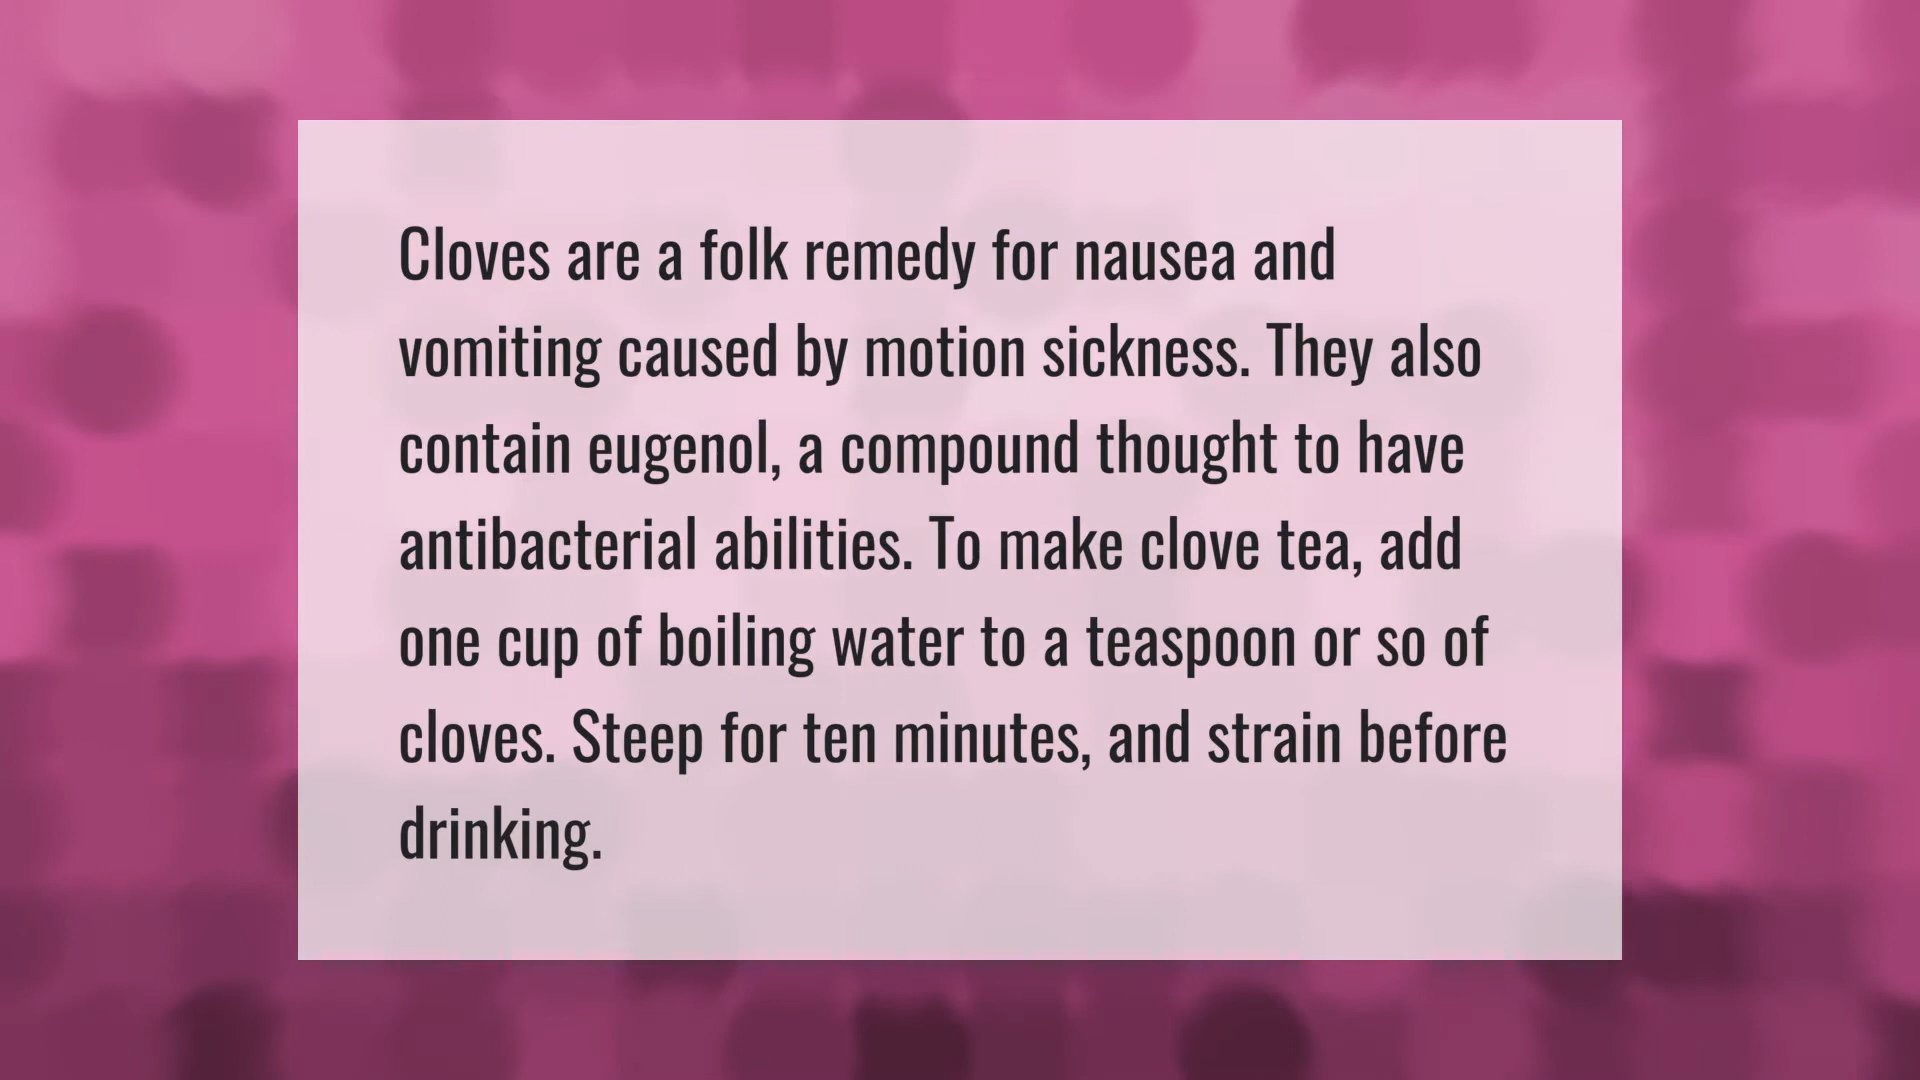 Cloves are a folk remedy for nausea and
vomiting caused by motion sickness. They also
contain eugenol, a compound thought to have
antibacterial abilities. To make clove tea, add
one cup of boiling water to a teaspoon or so of
cloves. Steep for ten minutes, and strain before
drinking.